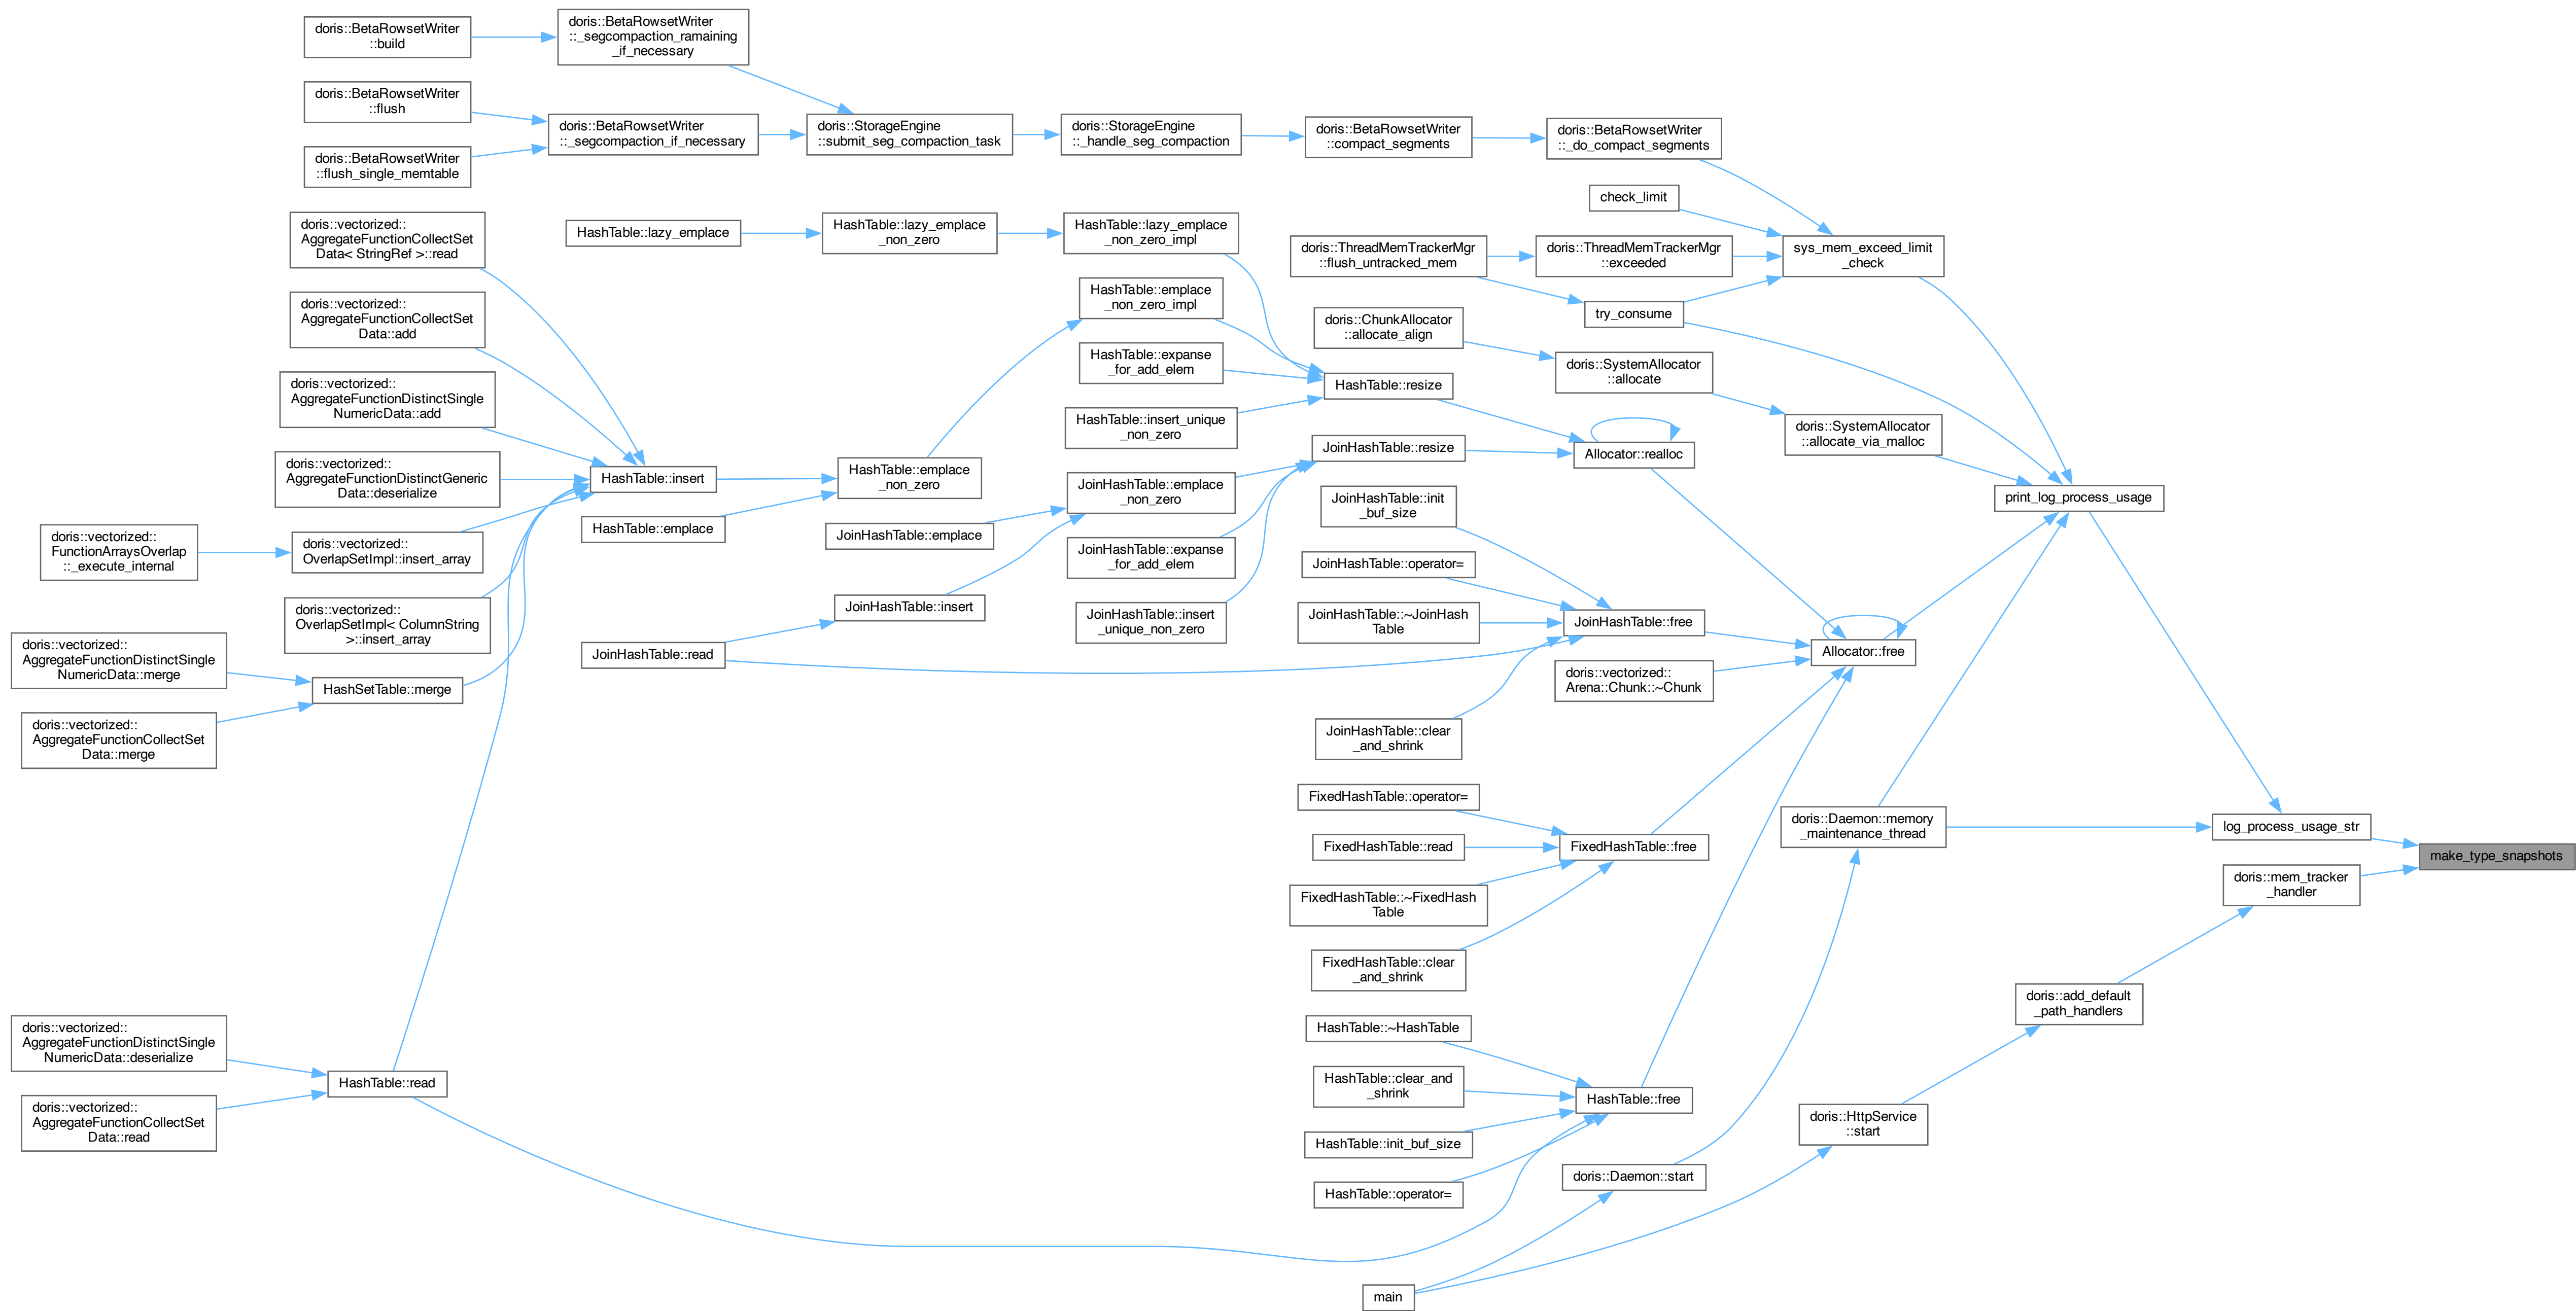 doris::BetaRowsetWriter
::build
doris::BetaRowsetWriter
::_segcompaction_ramaining
_if_necessary
doris::BetaRowsetWriter
::flush
doris::BetaRowsetWriter
::flush_single_memtable
doris::BetaRowsetWriter
::_segcompaction_if_necessary
doris::StorageEngine
::submit_seg_compaction_task
doris::StorageEngine
::_handle_seg_compaction
doris::BetaRowsetWriter
::compact_segments
doris::BetaRowsetWriter
::_do_compact_segments
check_limit
doris::ThreadMemTrackerMgr
::flush_untracked_mem
doris::ThreadMemTrackerMgr
::exceeded
sys_mem_exceed_limit
_check
try_consume
doris::ChunkAllocator
::allocate_align
doris::SystemAllocator
::allocate
doris::SystemAllocator
::allocate_via_malloc
HashTable::lazy_emplace
HashTable::lazy_emplace
_non_zero
HashTable::lazy_emplace
_non_zero_impl
HashTable::emplace
_non_zero_impl
HashTable::expanse
_for_add_elem
HashTable::insert_unique
_non_zero
HashTable::resize
JoinHashTable::resize
Allocator::realloc
doris::vectorized::
AggregateFunctionCollectSet
Data< StringRef >::read
doris::vectorized::
AggregateFunctionCollectSet
Data::add
doris::vectorized::
AggregateFunctionDistinctSingle
NumericData::add
doris::vectorized::
AggregateFunctionDistinctGeneric
Data::deserialize
doris::vectorized::
FunctionArraysOverlap
::_execute_internal
doris::vectorized::
OverlapSetImpl::insert_array
doris::vectorized::
OverlapSetImpl< ColumnString
>::insert_array
doris::vectorized::
AggregateFunctionDistinctSingle
NumericData::merge
doris::vectorized::
AggregateFunctionCollectSet
Data::merge
HashSetTable::merge
HashTable::insert
HashTable::emplace
HashTable::emplace
_non_zero
JoinHashTable::emplace
JoinHashTable::emplace
_non_zero
JoinHashTable::expanse
_for_add_elem
JoinHashTable::insert
JoinHashTable::insert
_unique_non_zero
JoinHashTable::read
JoinHashTable::init
_buf_size
JoinHashTable::operator=
JoinHashTable::~JoinHash
Table
JoinHashTable::clear
_and_shrink
JoinHashTable::free
doris::vectorized::
Arena::Chunk::~Chunk
Allocator::free
print_log_process_usage
FixedHashTable::operator=
FixedHashTable::read
FixedHashTable::~FixedHash
Table
FixedHashTable::clear
_and_shrink
FixedHashTable::free
doris::Daemon::memory
_maintenance_thread
log_process_usage_str
make_type_snapshots
doris::mem_tracker
_handler
doris::add_default
_path_handlers
doris::vectorized::
AggregateFunctionDistinctSingle
NumericData::deserialize
doris::vectorized::
AggregateFunctionCollectSet
Data::read
HashTable::read
HashTable::~HashTable
HashTable::clear_and
_shrink
HashTable::init_buf_size
HashTable::operator=
HashTable::free
doris::Daemon::start
doris::HttpService
::start
main